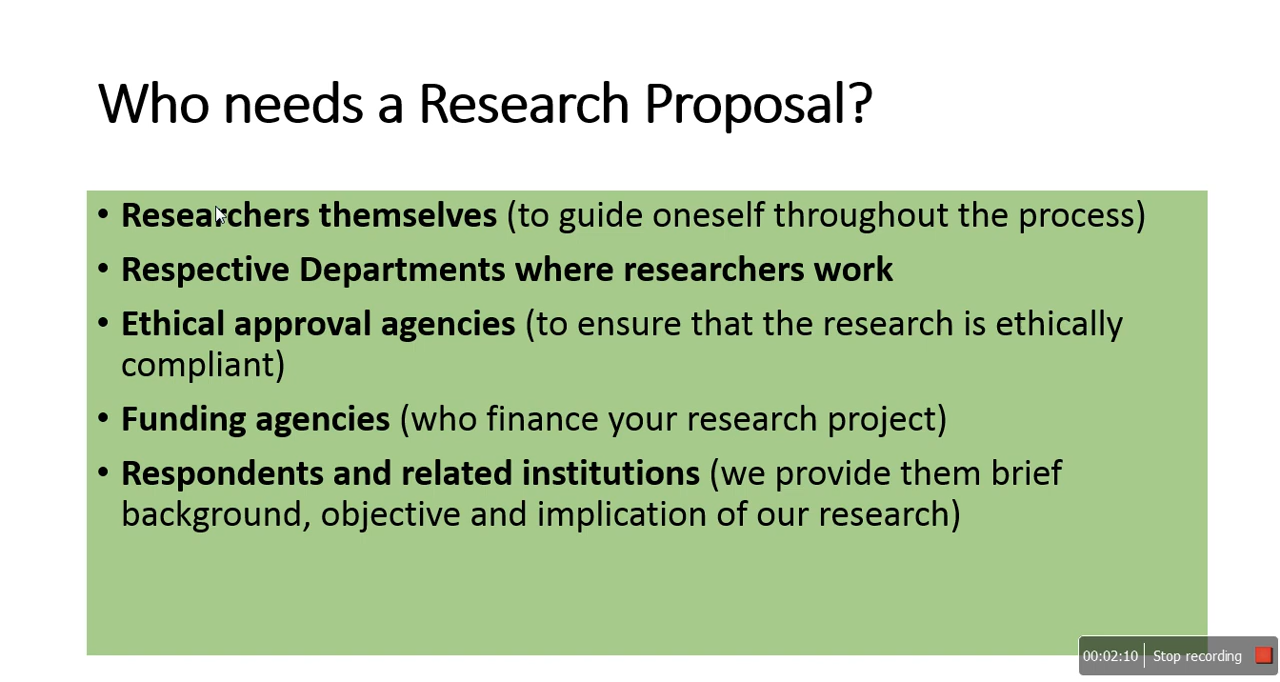 Who needs a Research Proposal?
• Researchers themselves (to guide oneself throughout the process)
• Respective Departments where researchers work
• Ethical approval agencies (to ensure that the research is ethically
compliant)
• Funding agencies (who finance your research project)
• Respondents and related institutions (we provide them brief
background, objective and implication of our research)
00:02:10 Stop recording